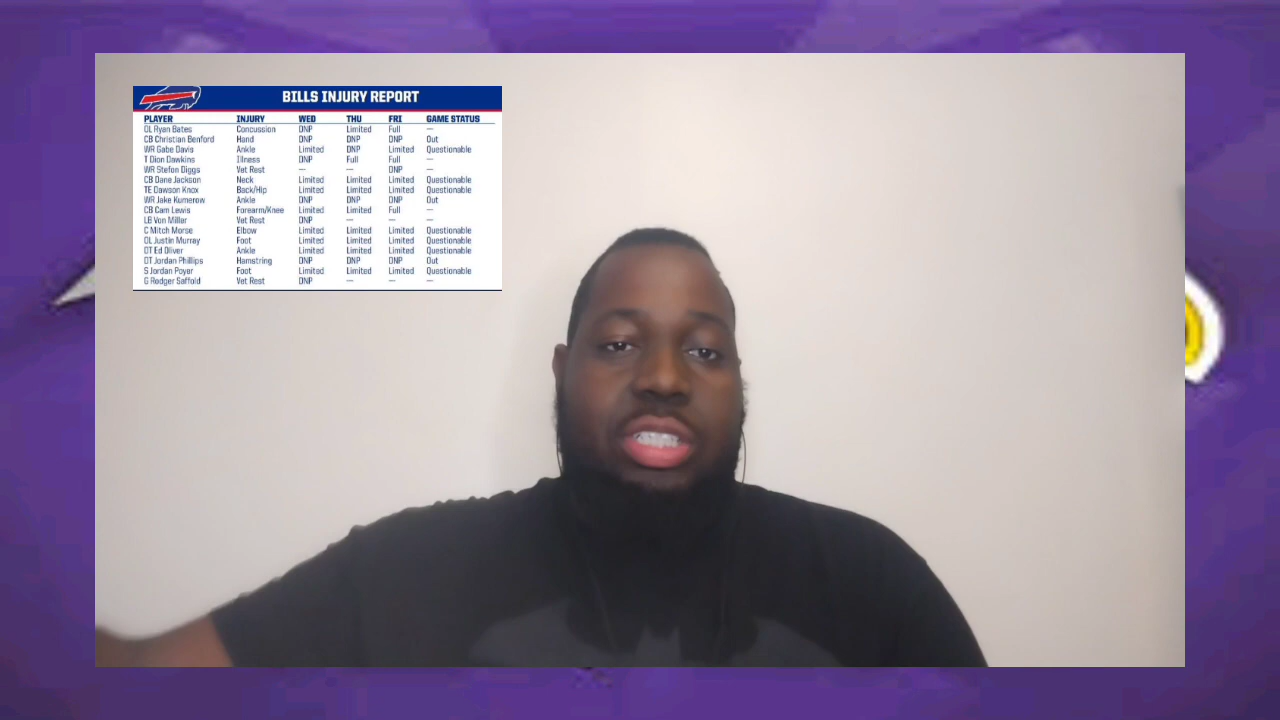 BILLS INJURY REPORT
PLAYER INJURY WED THU FRI GAME STATUS
OL Ryan Bates Concussion DNP Limited Full —
CB Christian Benford Hand DNP DNP DNP Out
WR Gabe Davis Ankle Limited DNP Limited Questionable
T Dion Dawkins Illness DNP Full Full —
WR Stefon Diggs Vet Rest — — DNP —
CB Dane Jackson Neck Limited Limited Limited Questionable
TE Dawson Knox Back/Hip Limited Limited Limited Questionable
WR Jake Kumerow Ankle DNP DNP DNP Out
CB Cam Lewis Forearm/Knee Limited Limited Full —
LB Von Miller Vet Rest DNP — — —
C Mitch Morse Elbow Limited Limited Limited Questionable
OL Justin Murray Foot Limited Limited Limited Questionable
DT Ed Oliver Ankle Limited Limited Limited Questionable
DT Jordan Phillips Hamstring DNP DNP DNP Out
S Jordan Poyer Foot Limited Limited Limited Questionable
G Rodger Saffold Vet Rest DNP — — —